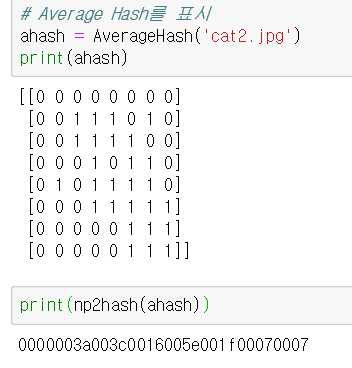 # Average Hash를 표시
ahash = AverageHash('cat2.jpg')
print(ahash)
[[0 0 0 0 0 0 0 0]
 [0 0 1 1 1 0 1 0]
 [0 0 1 1 1 1 0 0]
 [0 0 0 1 0 1 1 0]
 [0 1 0 1 1 1 1 0]
 [0 0 0 1 1 1 1 1]
 [0 0 0 0 0 1 1 1]
 [0 0 0 0 0 1 1 1]]
print(np2hash(ahash))
0000003a003c0016005e001f00070007